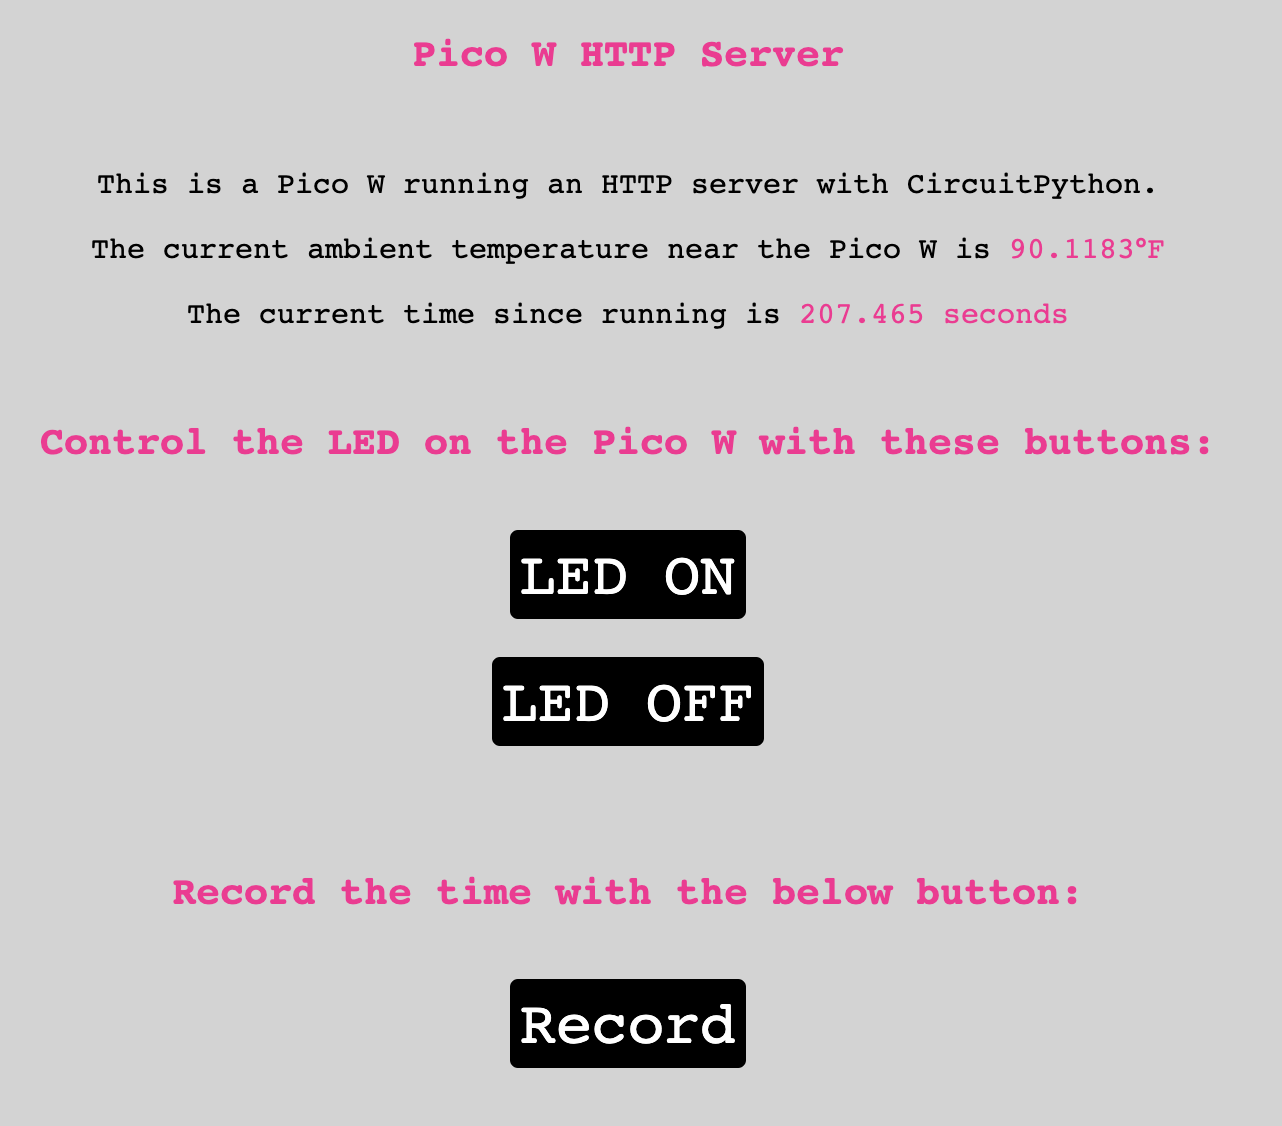 Pico W HTTP Server
This is a Pico W running an HTTP server with CircuitPython.
The current ambient temperature near the Pico W is 90.1183°F
The current time since running is 207.465 seconds
Control the LED on the Pico W with these buttons:
LED ON
LED OFF
Record the time with the below button:
Record